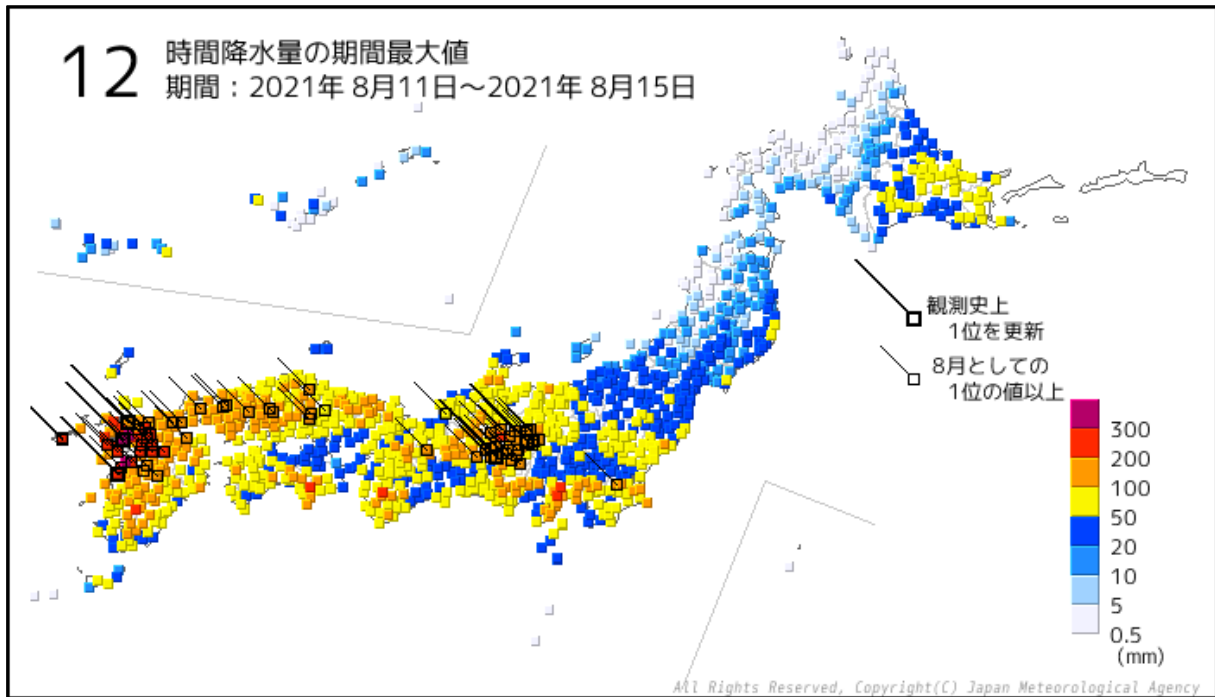 12
時間降水量の期間最大値
期間：2021年 8月11日～2021年 8月15日
観測史上
1位を更新
8月としての
1位の値以上
300
200
100
50
20
10
5
0.5
(mm)
All Rights Reserved, Copyright(C) Japan Meteorological Agency